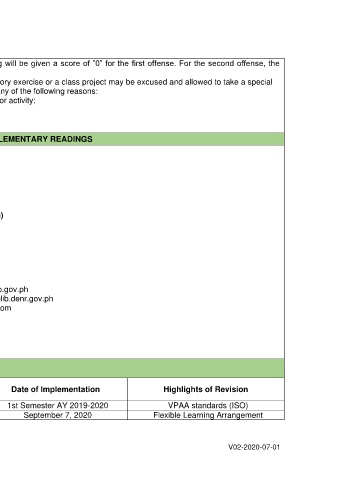 g will be given a score of "0" for the first offense. For the second offense, the
ory exercise or a class project may be excused and allowed to take a special
any of the following reasons:
or activity:
LEMENTARY READINGS
)
.gov.ph
lib.denr.gov.ph
om
Date of Implementation Highlights of Revision
1st Semester AY 2019-2020 VPAA standards (ISO)
September 7, 2020 Flexible Learning Arrangement
V02-2020-07-01